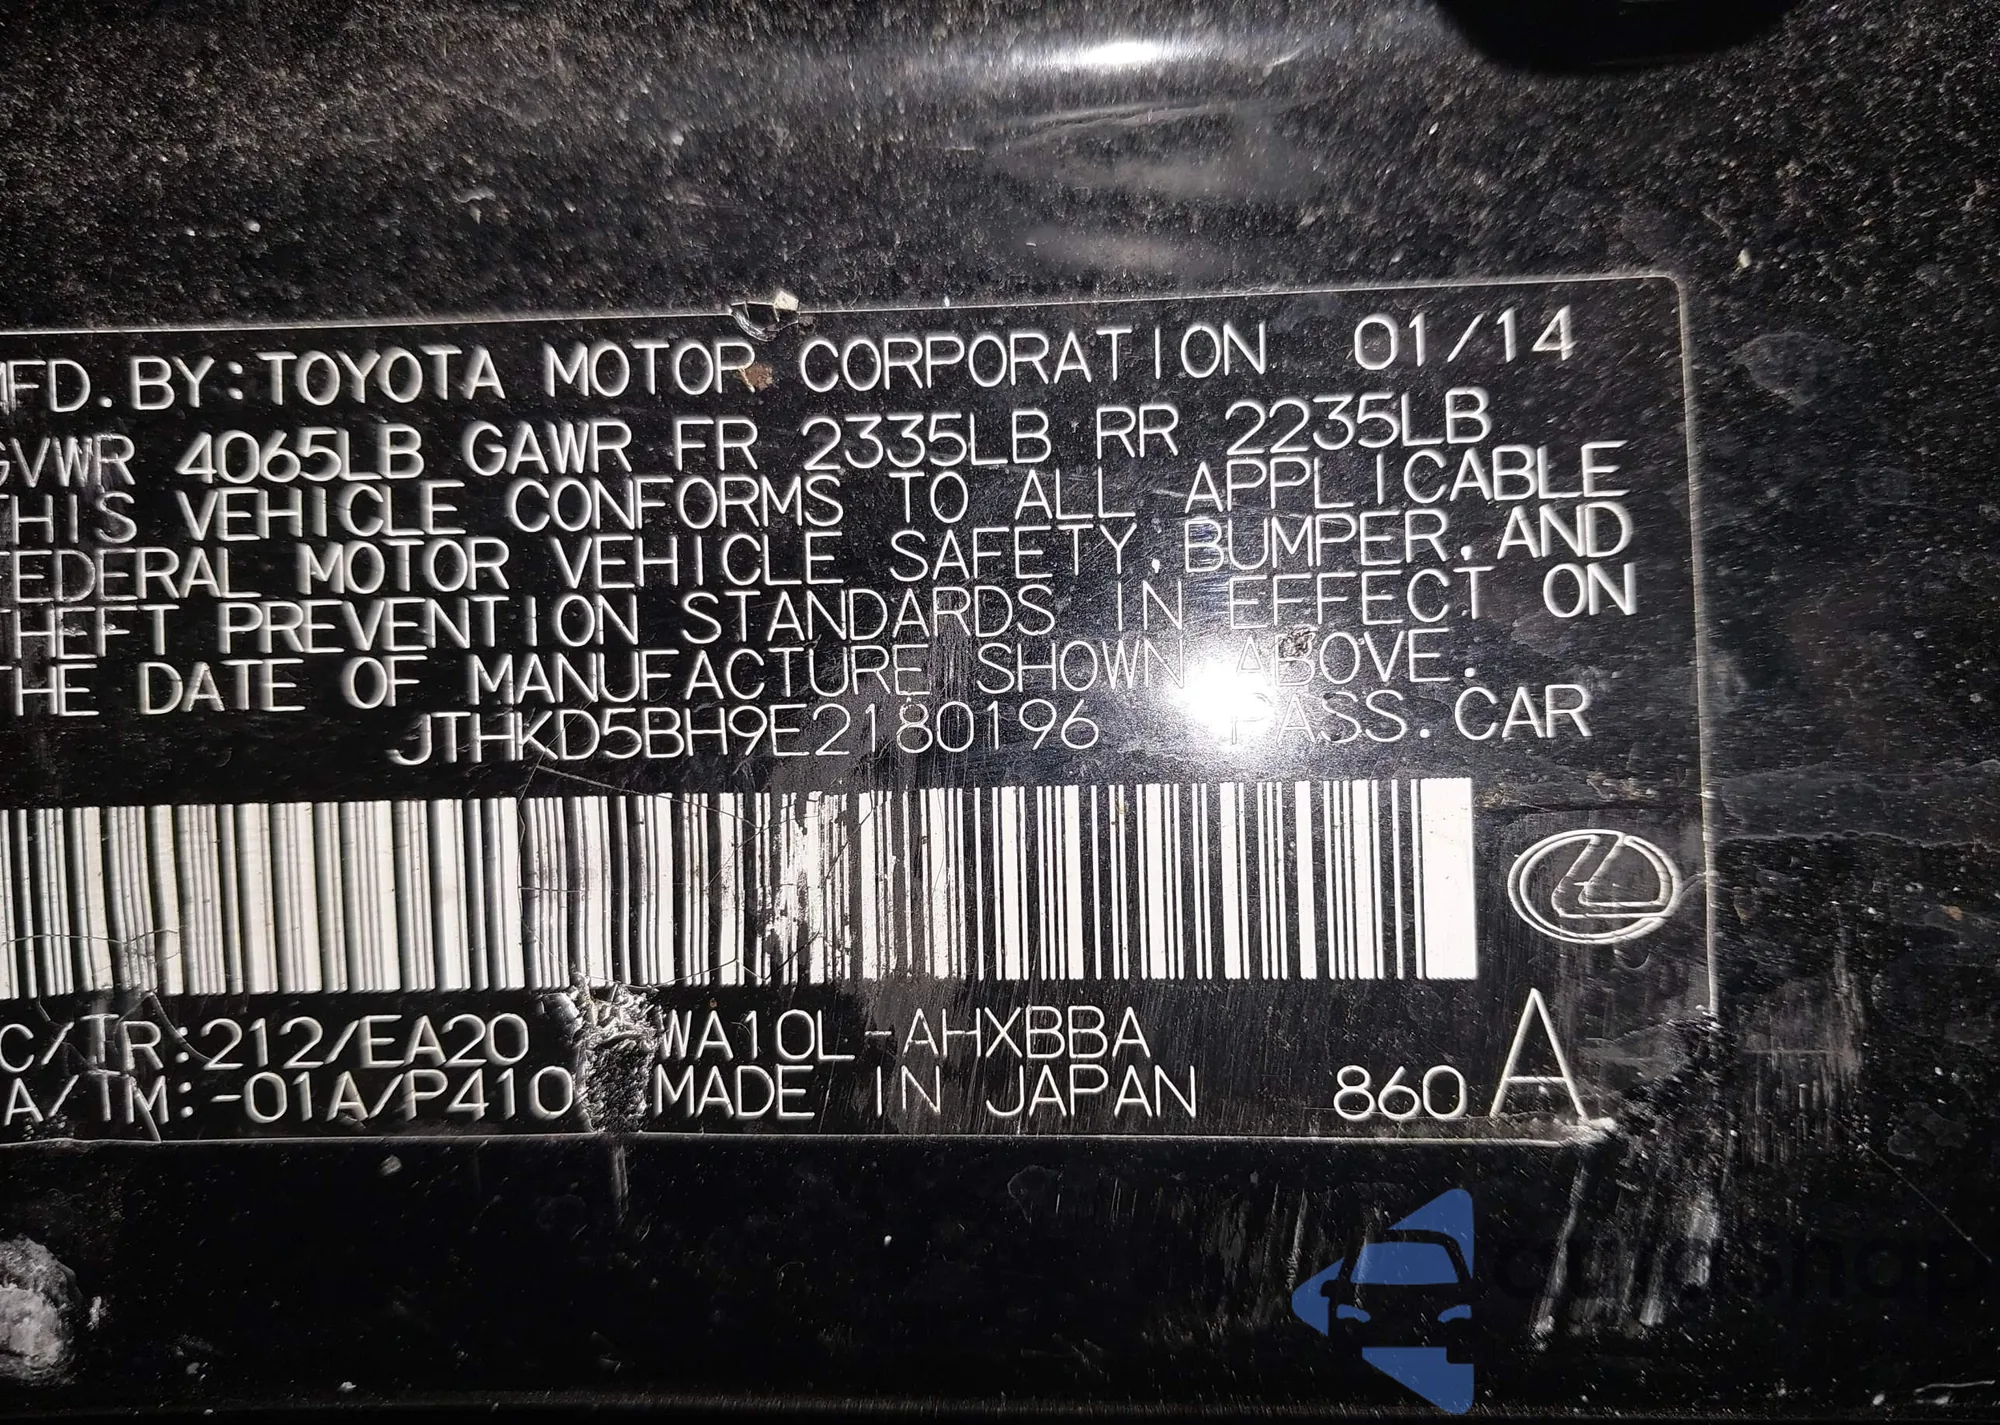 MFD. BY: TOYOTA MOTOR CORPORATION 01/14
GVWR 4065LB GAWR FR 2335LB RR 2235LB
THIS VEHICLE CONFORMS TO ALL APPLICABLE
FEDERAL MOTOR VEHICLE SAFETY, BUMPER, AND
THEFT PREVENTION STANDARDS IN EFFECT ON
THE DATE OF MANUFACTURE SHOWN ABOVE.
JTHKD5BH9E2180196 PASS. CAR
C/TR:212/EA20 WA10L-AHXBBA
A/TM:-01A/P410 MADE IN JAPAN 860A